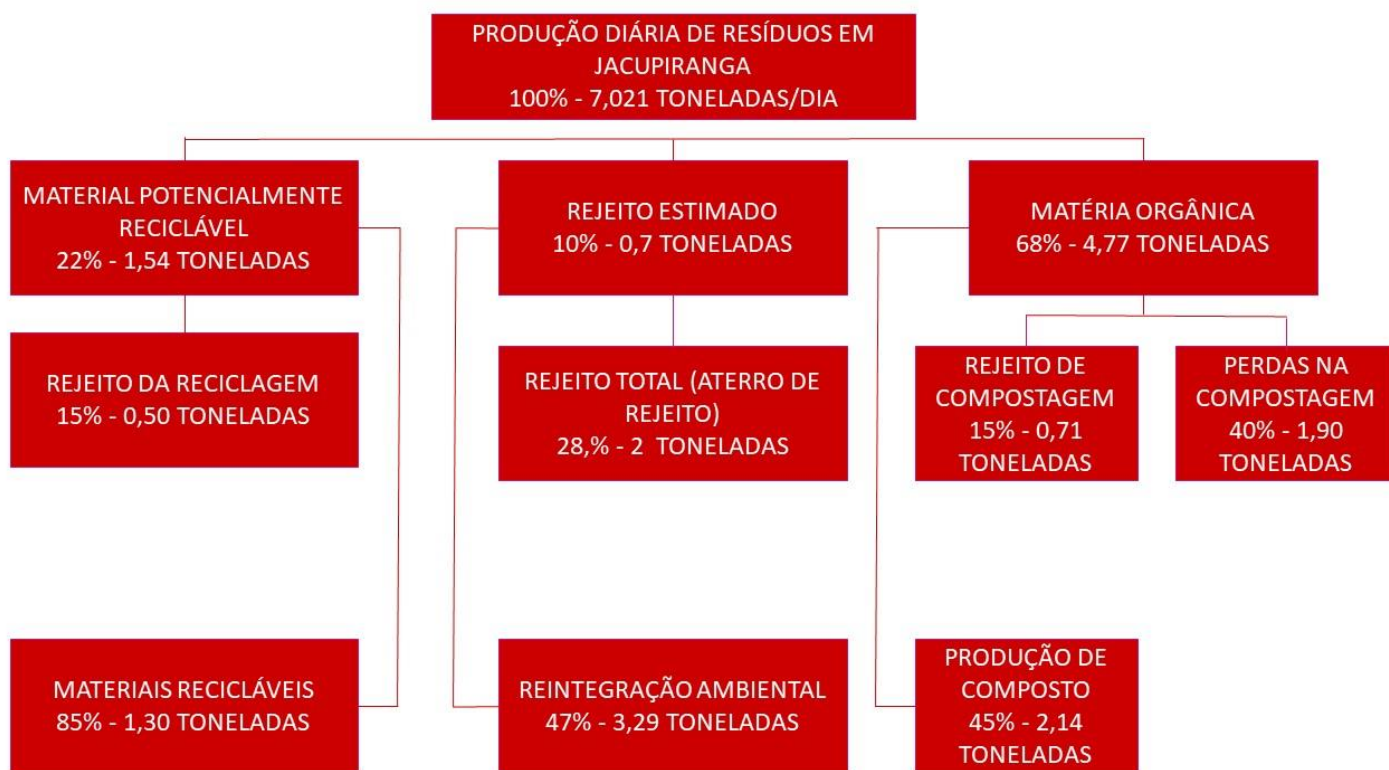 PRODUÇÃO DIÁRIA DE RESÍDUOS EM
JACUPIRANGA
100% - 7,021 TONELADAS/DIA
MATERIAL POTENCIALMENTE
RECICLÁVEL
22% - 1,54 TONELADAS
REJEITO ESTIMADO
10% - 0,7 TONELADAS
MATÉRIA ORGÂNICA
68% - 4,77 TONELADAS
REJEITO DA RECICLAGEM
15% - 0,50 TONELADAS
REJEITO TOTAL (ATERRO DE
REJEITO)
28,% - 2 TONELADAS
REJEITO DE
COMPOSTAGEM
15% - 0,71
TONELADAS
PERDAS NA
COMPOSTAGEM
40% - 1,90
TONELADAS
MATERIAIS RECICLÁVEIS
85% - 1,30 TONELADAS
REINTEGRAÇÃO AMBIENTAL
47% - 3,29 TONELADAS
PRODUÇÃO DE
COMPOSTO
45% - 2,14
TONELADAS